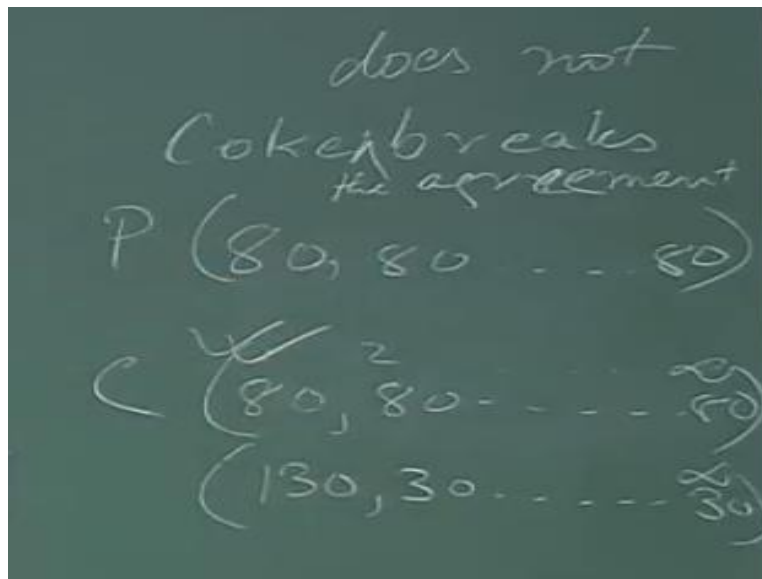 does not
Coke ^ breaks
the agreement
P (80, 80 .... 80)
2 ..... ∞
C (80, 80 - ..... 80)
∞
(130, 30 ....... 30)